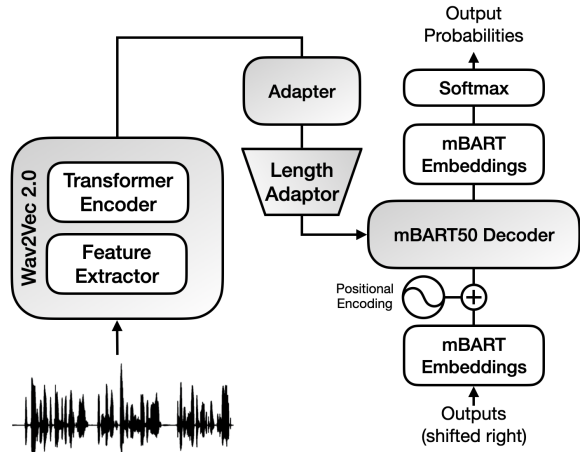 Output
Probabilities
Softmax
mBART
Embeddings
Adapter
Length
Adaptor
mBART50 Decoder
Wav2Vec 2.0
Transformer
Encoder
Feature
Extractor
Positional
Encoding
mBART
Embeddings
Outputs
(shifted right)